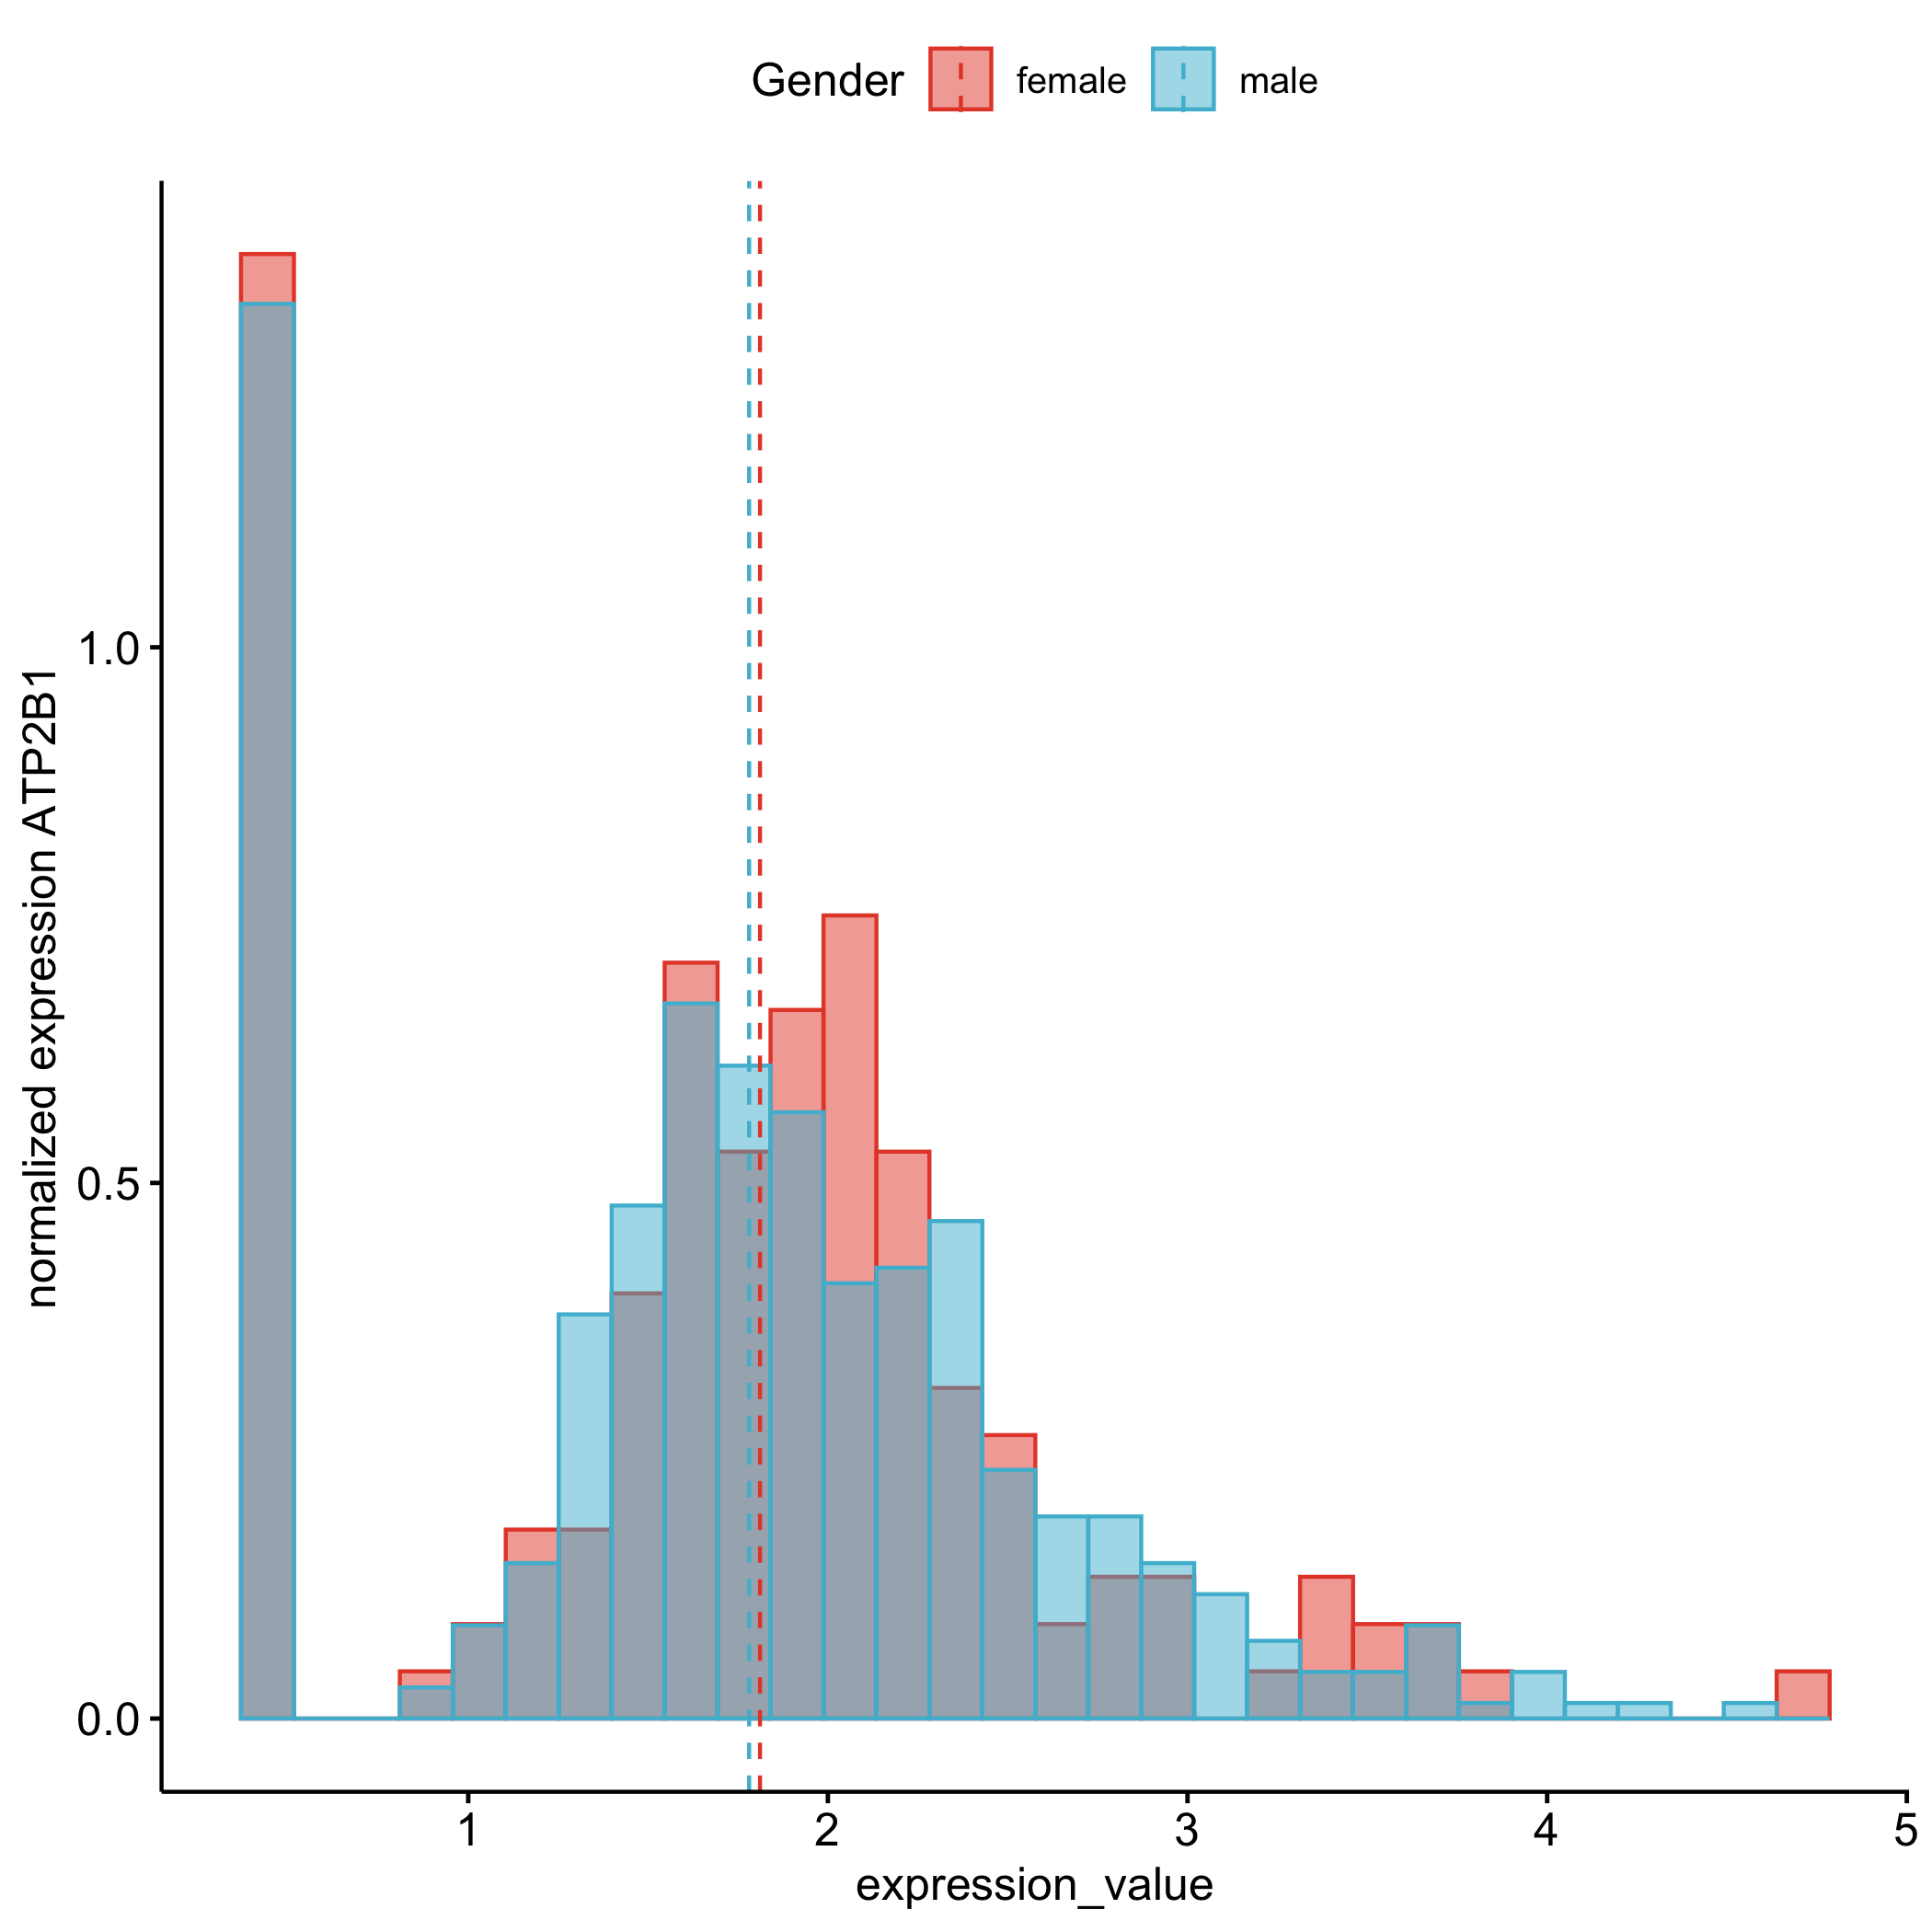 Gender female male
normalized expression ATP2B1
1.0
0.5
0.0
1 2 3 4 5
expression_value